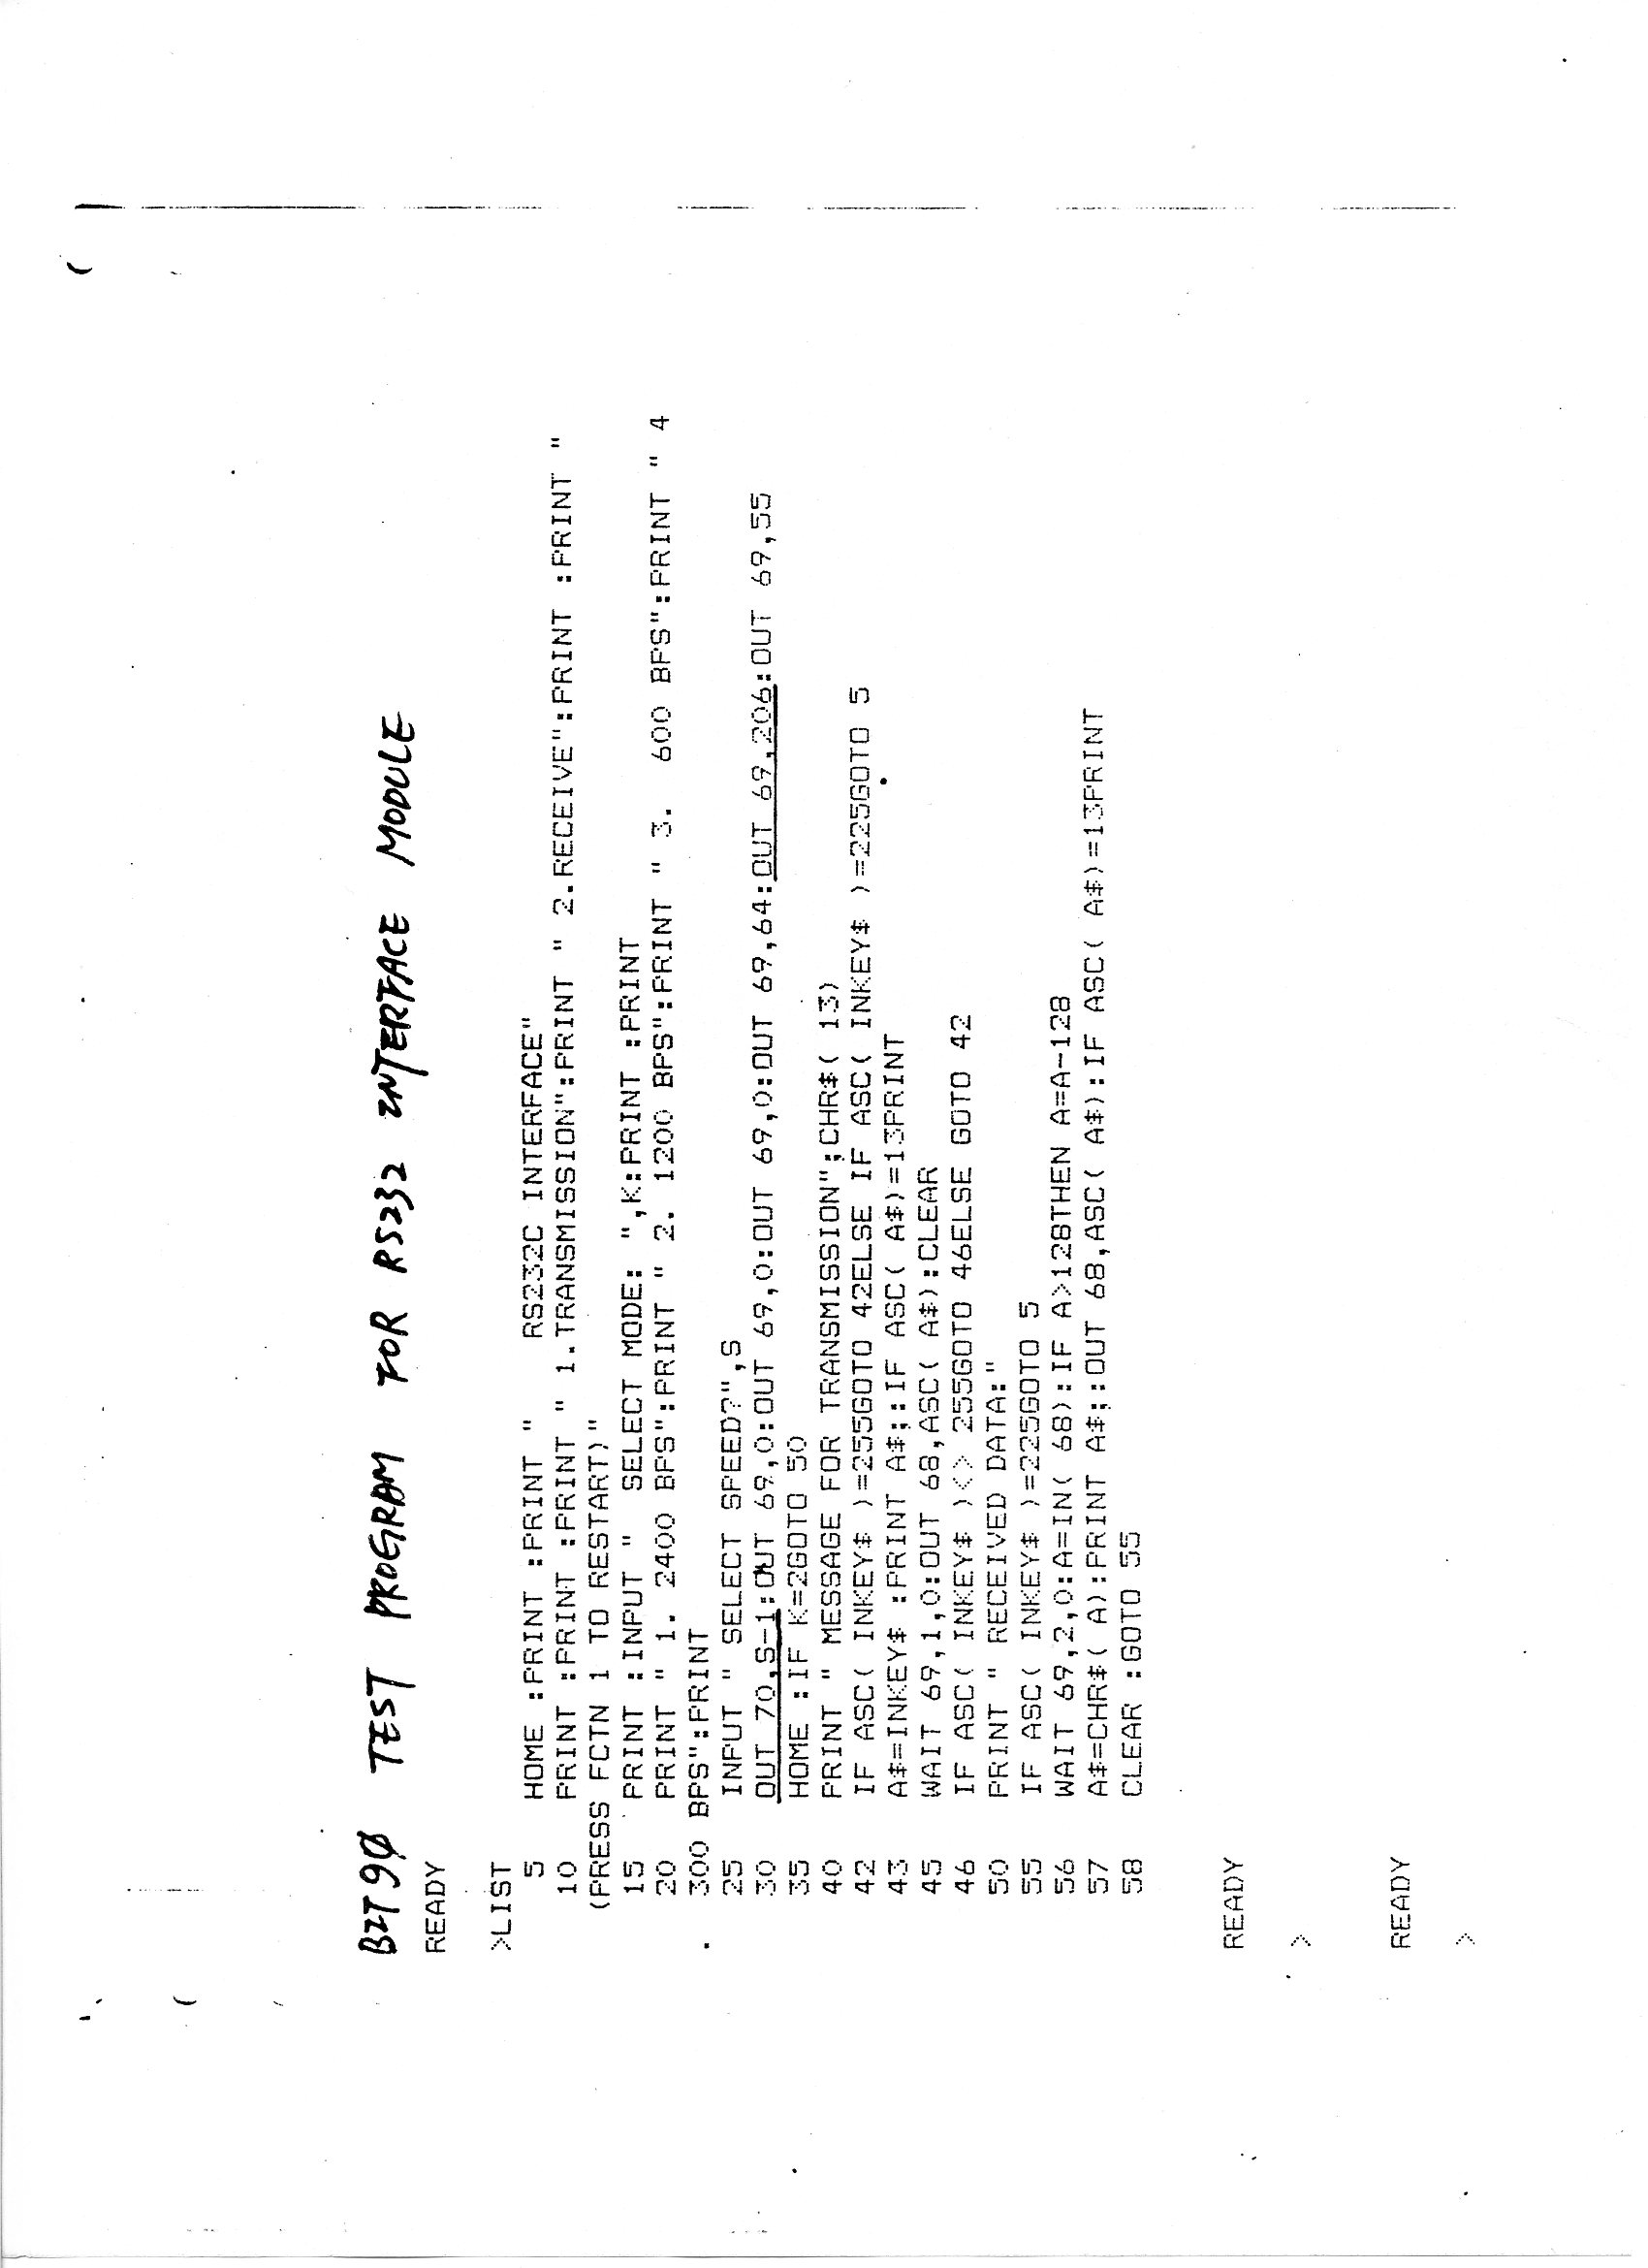 BIT 90 TEST PROGRAM FOR RS232 INTERFACE MODULE
READY
>LIST
5 HOME :PRINT :PRINT "    RS232C INTERFACE"
10 PRINT :PRINT :PRINT " 1.TRANSMISSION":PRINT " 2.RECEIVE":PRINT :PRINT "
(PRESS FCTN 1 TO RESTART)"
15 PRINT :INPUT "  SELECT MODE: ",K:PRINT :PRINT
20 PRINT " 1. 2400 BPS":PRINT " 2. 1200 BPS":PRINT " 3.  600 BPS":PRINT " 4
. 300 BPS":PRINT
25 INPUT " SELECT SPEED?",S
30 OUT 70,S-1:OUT 69,0:OUT 69,0:OUT 69,0:OUT 69,64:OUT 69,206:OUT 69,55
35 HOME :IF K=2GOTO 50
40 PRINT " MESSAGE FOR TRANSMISSION";CHR$( 13)
42 IF ASC( INKEY$ )=255GOTO 42ELSE IF ASC( INKEY$ )=225GOTO 5
43 A$=INKEY$ :PRINT A$;:IF ASC( A$)=13PRINT
45 WAIT 69,1,0:OUT 68,ASC( A$):CLEAR
46 IF ASC( INKEY$ )<> 255GOTO 46ELSE GOTO 42
50 PRINT " RECEIVED DATA:"
55 IF ASC( INKEY$ )=225GOTO 5
56 WAIT 69,2,0:A=IN( 68):IF A>128THEN A=A-128
57 A$=CHR$( A):PRINT A$;:OUT 68,ASC( A$):IF ASC( A$)=13PRINT
58 CLEAR :GOTO 55
READY
>
READY
>